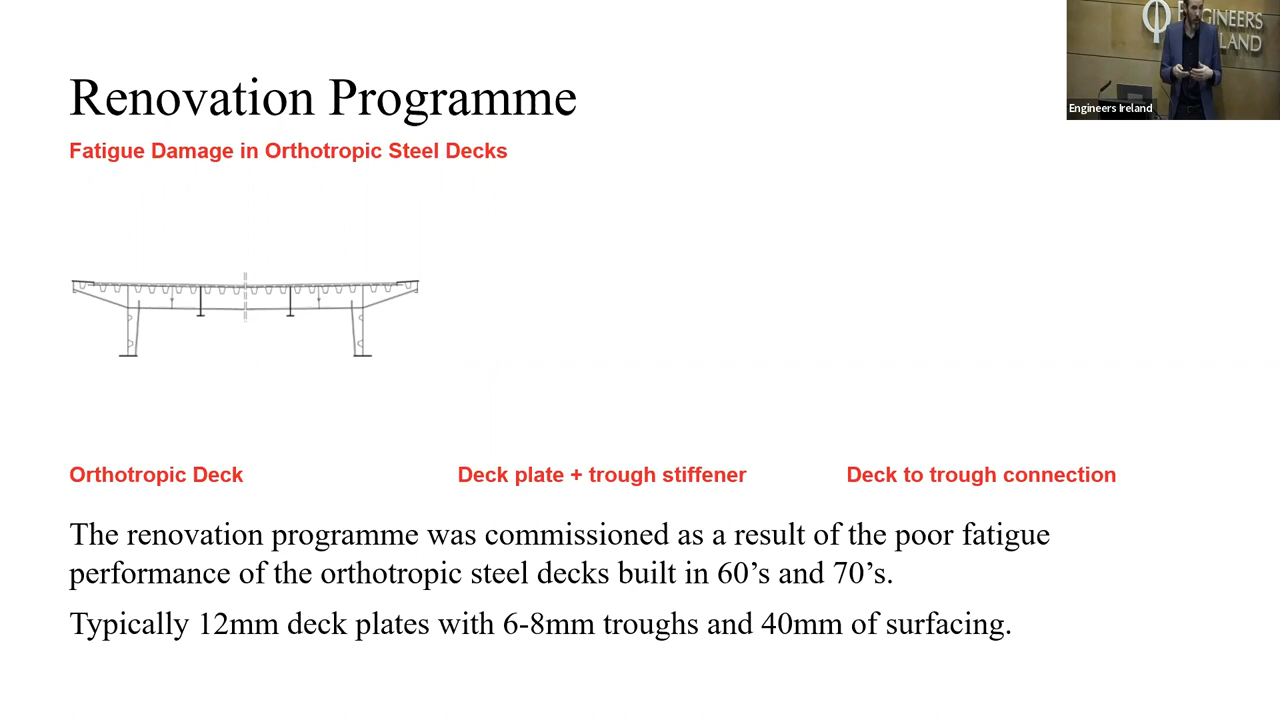 ENGINEERS
Renovation Programme
Engineers Ireland
Fatigue Damage in Orthotropic Steel Decks
Orthotropic Deck
Deck plate + trough stiffener
Deck to trough connection
The renovation programme was commissioned as a result of the poor fatigue
performance of the orthotropic steel decks built in 60’s and 70’s.
Typically 12mm deck plates with 6-8mm troughs and 40mm of surfacing.